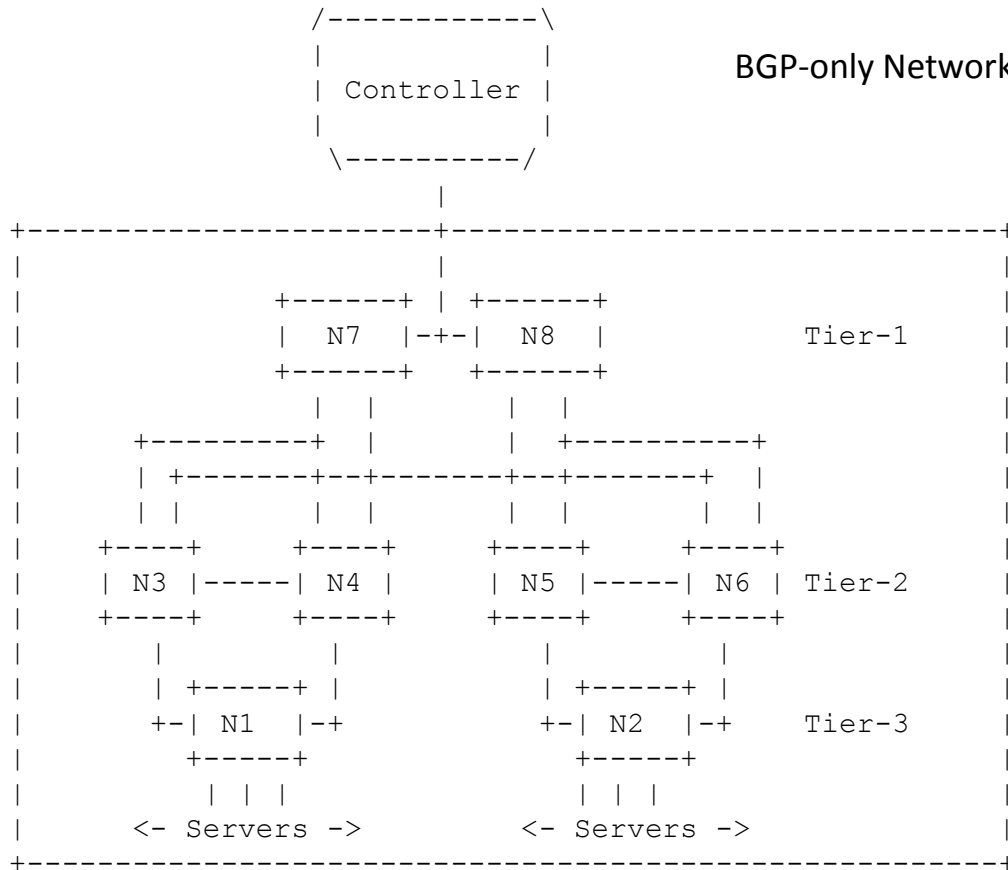 BGP-only Network
Controller
N7 N8 Tier-1
N3 N4 N5 N6 Tier-2
N1 N2 Tier-3
<- Servers -> <- Servers ->